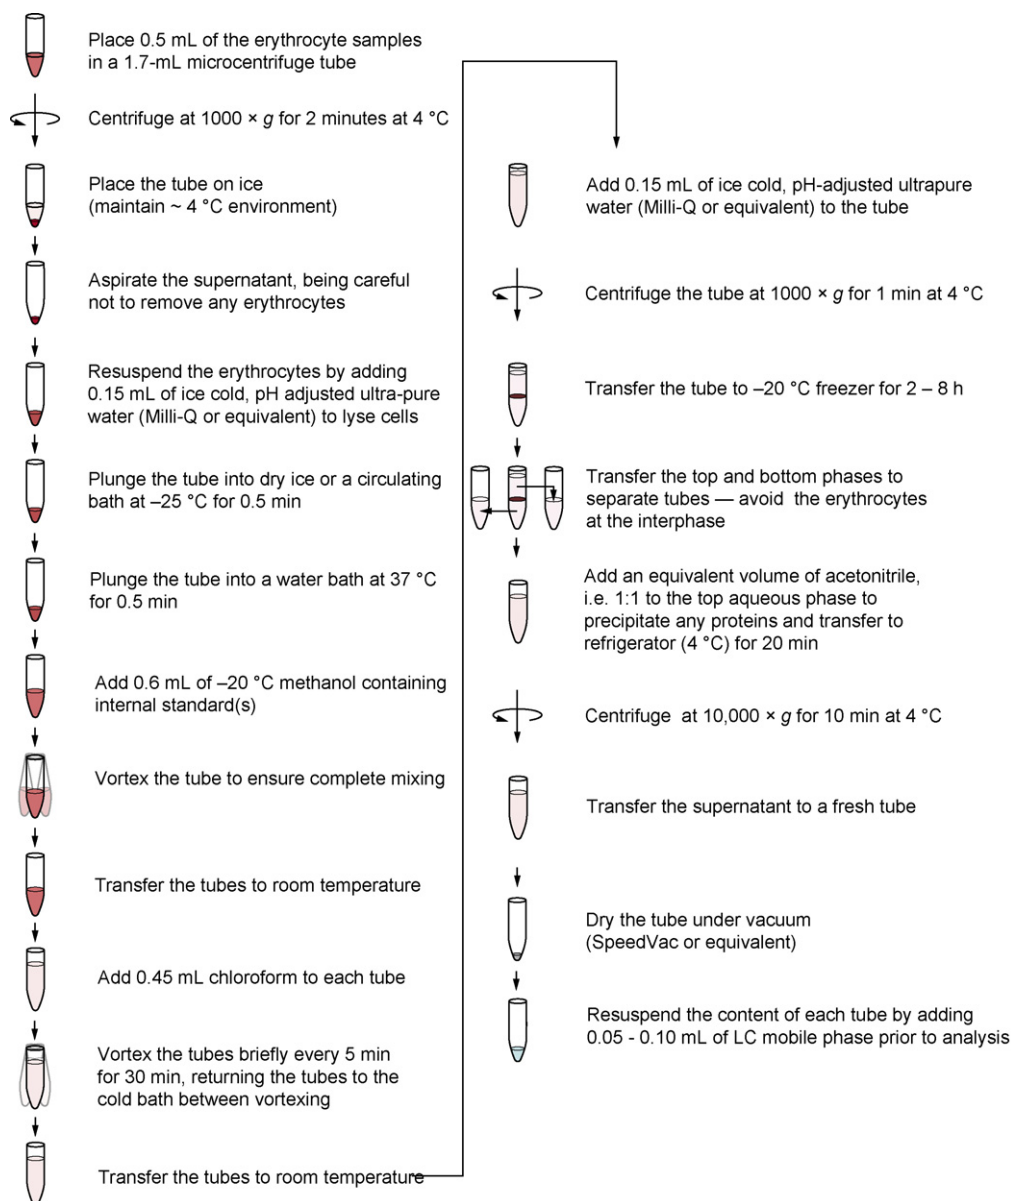 Place 0.5 mL of the erythrocyte samples
in a 1.7-mL microcentrifuge tube
Centrifuge at 1000 × g for 2 minutes at 4 °C
Place the tube on ice
(maintain ~ 4 °C environment)
Aspirate the supernatant, being careful
not to remove any erythrocytes
Resuspend the erythrocytes by adding
0.15 mL of ice cold, pH adjusted ultra-pure
water (Milli-Q or equivalent) to lyse cells
Plunge the tube into dry ice or a circulating
bath at –25 °C for 0.5 min
Plunge the tube into a water bath at 37 °C
for 0.5 min
Add 0.6 mL of –20 °C methanol containing
internal standard(s)
Vortex the tube to ensure complete mixing
Transfer the tubes to room temperature
Add 0.45 mL chloroform to each tube
Vortex the tubes briefly every 5 min
for 30 min, returning the tubes to the
cold bath between vortexing
Transfer the tubes to room temperature
Add 0.15 mL of ice cold, pH-adjusted ultrapure
water (Milli-Q or equivalent) to the tube
Centrifuge the tube at 1000 × g for 1 min at 4 °C
Transfer the tube to –20 °C freezer for 2 – 8 h
Transfer the top and bottom phases to
separate tubes — avoid the erythrocytes
at the interphase
Add an equivalent volume of acetonitrile,
i.e. 1:1 to the top aqueous phase to
precipitate any proteins and transfer to
refrigerator (4 °C) for 20 min
Centrifuge at 10,000 × g for 10 min at 4 °C
Transfer the supernatant to a fresh tube
Dry the tube under vacuum
(SpeedVac or equivalent)
Resuspend the content of each tube by adding
0.05 - 0.10 mL of LC mobile phase prior to analysis